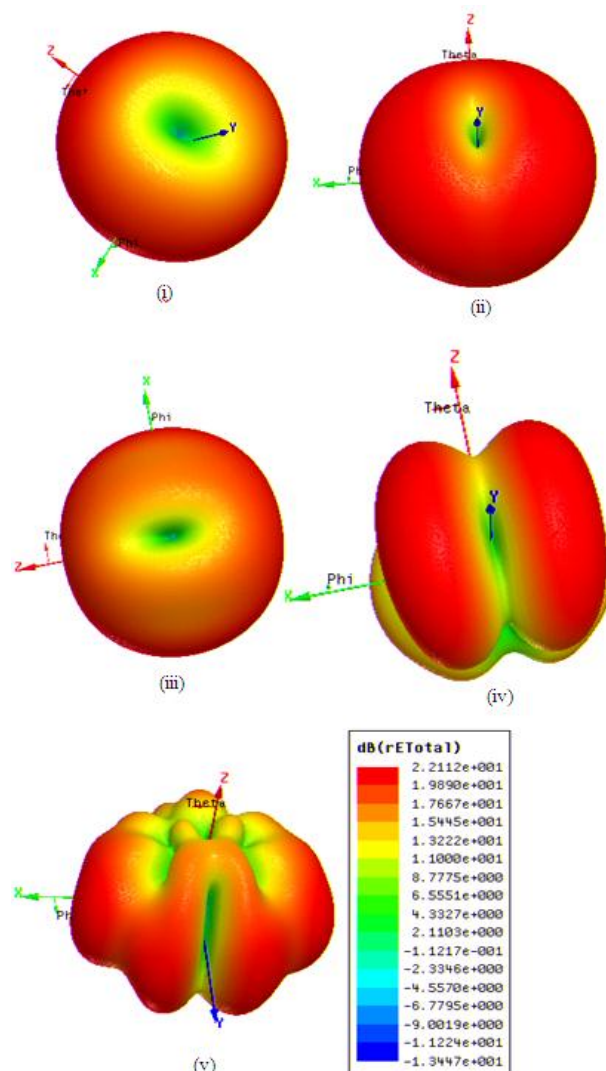 Z
Theta
Z
Y
Y
X
Phi
X
Phi
(i)
(ii)
X
Phi
Z
Theta
Y
Z
X
Phi
(iii)
(iv)
dB(rETotal)
2.2112e+001
1.9890e+001
1.7667e+001
1.5445e+001
1.3222e+001
1.1000e+001
8.7775e+000
6.5551e+000
4.3327e+000
2.1103e+000
-1.1217e-001
-2.3346e+000
-4.5570e+000
-6.7795e+000
-9.0019e+000
-1.1224e+001
-1.3447e+001
Z
Theta
X
Y
(v)